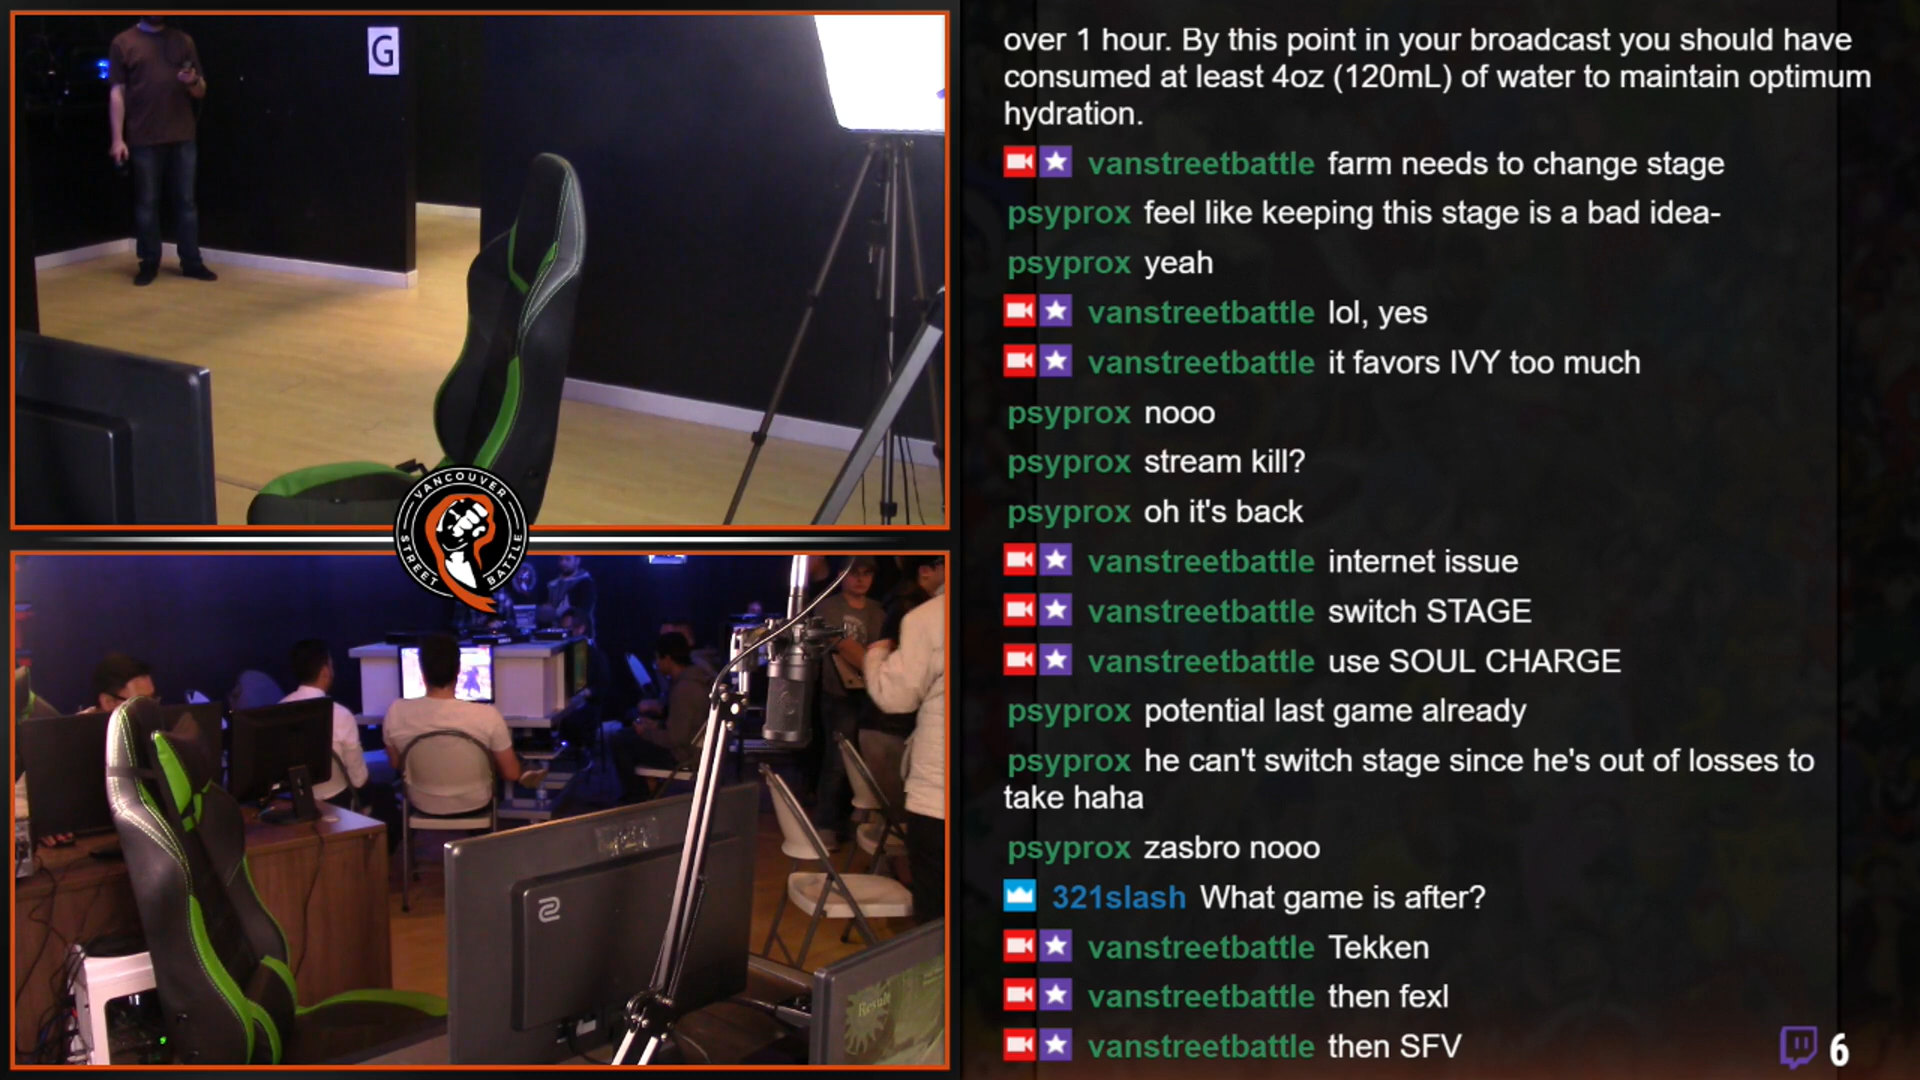 G
VANCOUVER
STREET BATTLE
Result
over 1 hour. By this point in your broadcast you should have
consumed at least 4oz (120mL) of water to maintain optimum
hydration.
vanstreetbattle farm needs to change stage
psyprox feel like keeping this stage is a bad idea-
psyprox yeah
vanstreetbattle lol, yes
vanstreetbattle it favors IVY too much
psyprox nooo
psyprox stream kill?
psyprox oh it's back
vanstreetbattle internet issue
vanstreetbattle switch STAGE
vanstreetbattle use SOUL CHARGE
psyprox potential last game already
psyprox he can't switch stage since he's out of losses to
take haha
psyprox zasbro nooo
321slash What game is after?
vanstreetbattle Tekken
vanstreetbattle then fexl
vanstreetbattle then SFV
6